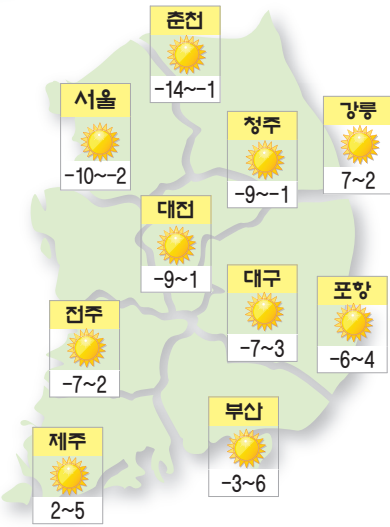 춘천
-14~-1
서울
-10~-2
청주
-9~-1
강릉
7~2
대전
-9~1
대구
-7~3
포항
-6~4
전주
-7~2
부산
-3~6
제주
2~5